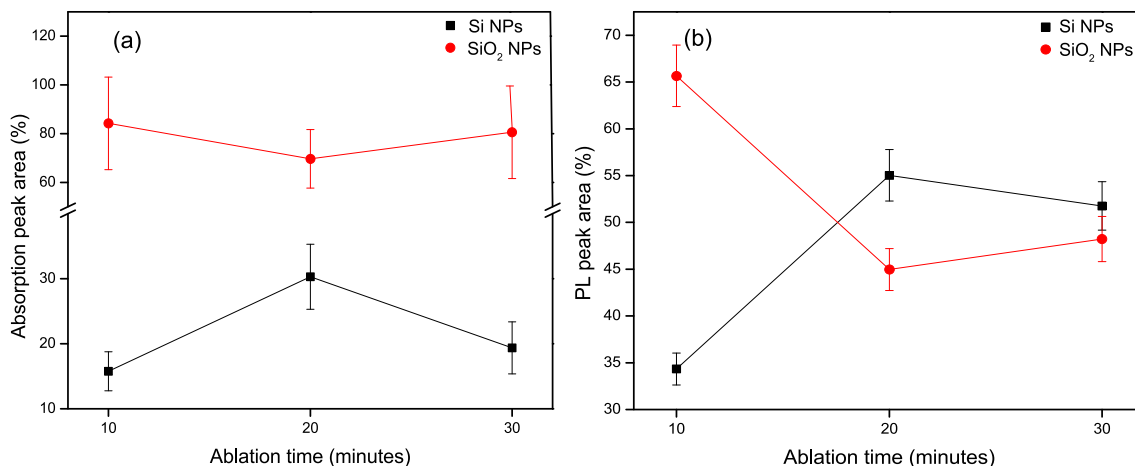 (a)
Si NPs
SiO₂ NPs
Absorption peak area (%)
120
100
80
60
30
20
10
10
20
30
Ablation time (minutes)
(b)
Si NPs
SiO₂ NPs
PL peak area (%)
70
65
60
55
50
45
40
35
30
10
20
30
Ablation time (minutes)